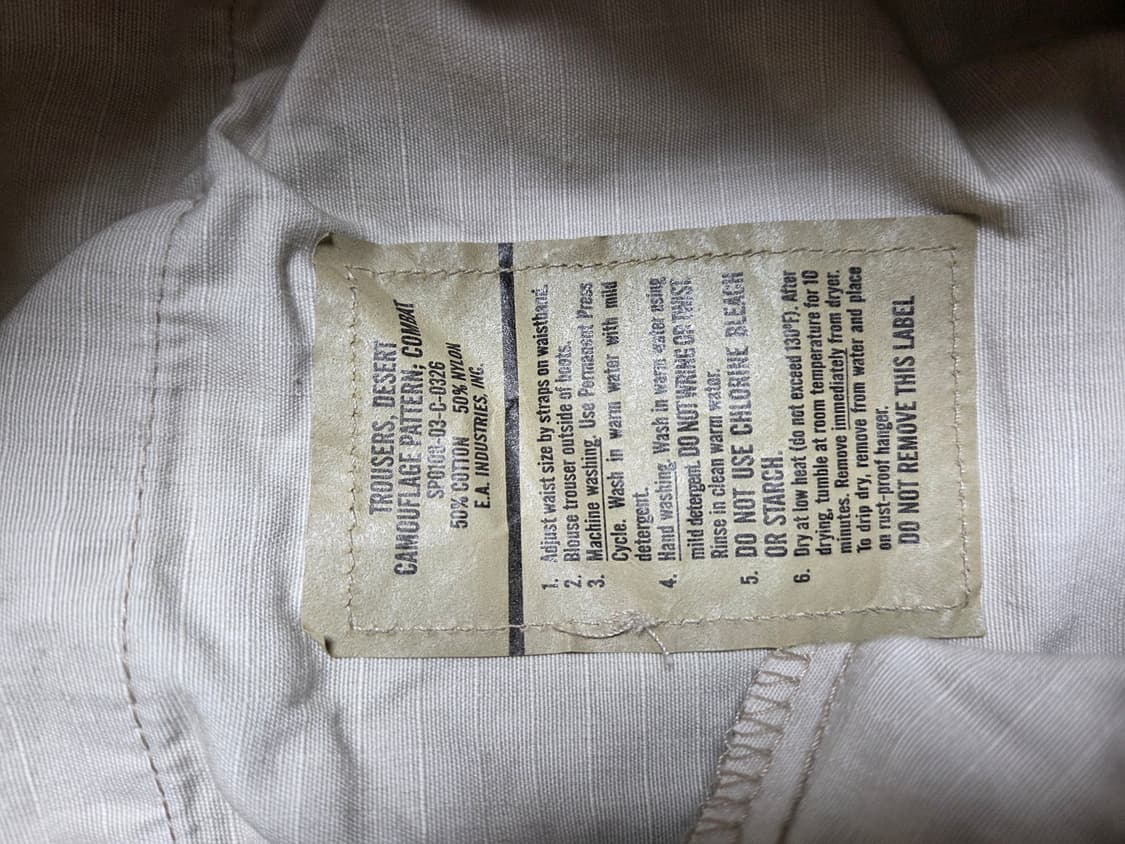 TROUSERS, DESERT
CAMOUFLAGE PATTERN; COMBAT
SPO100-03-C-0326
50% COTTON 50% NYLON
E.A. INDUSTRIES, INC.
1. Adjust waist size by straps on waistband.
2. Blouse trouser outside of boots.
3. Machine washing. Use Permanent Press
Cycle. Wash in warm water with mild
detergent.
4. Hand washing. Wash in warm water using
mild detergent. DO NOT WRING OR TWIST.
Rinse in clean warm water.
5. DO NOT USE CHLORINE BLEACH
OR STARCH.
6. Dry at low heat (do not exceed 130°F). After
drying, tumble at room temperature for 10
minutes. Remove immediately from dryer.
To drip dry, remove from water and place
on rust-proof hanger.
DO NOT REMOVE THIS LABEL